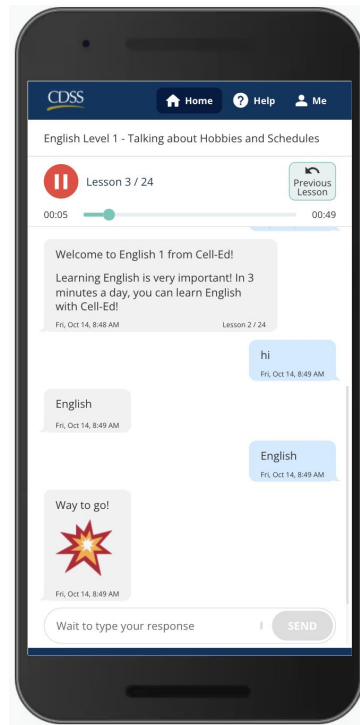 CDSS
Home
Help
Me
English Level 1 - Talking about Hobbies and Schedules
Lesson 3 / 24
Previous
Lesson
00:05
00:49
Welcome to English 1 from Cell-Ed!
Learning English is very important! In 3
minutes a day, you can learn English
with Cell-Ed!
Fri, Oct 14, 8:48 AM
Lesson 2 / 24
hi
Fri, Oct 14, 8:49 AM
English
Fri, Oct 14, 8:49 AM
English
Fri, Oct 14, 8:49 AM
Way to go!
Fri, Oct 14, 8:49 AM
Wait to type your response
SEND